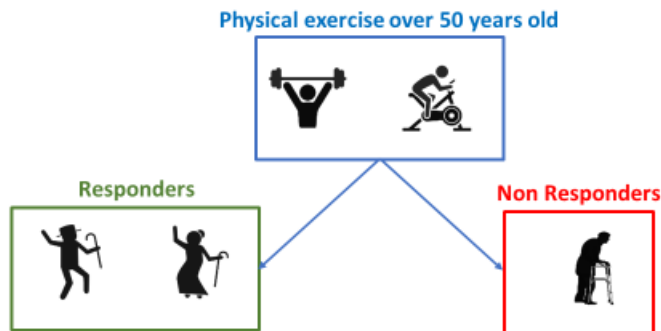 Physical exercise over 50 years old
Responders
Non Responders